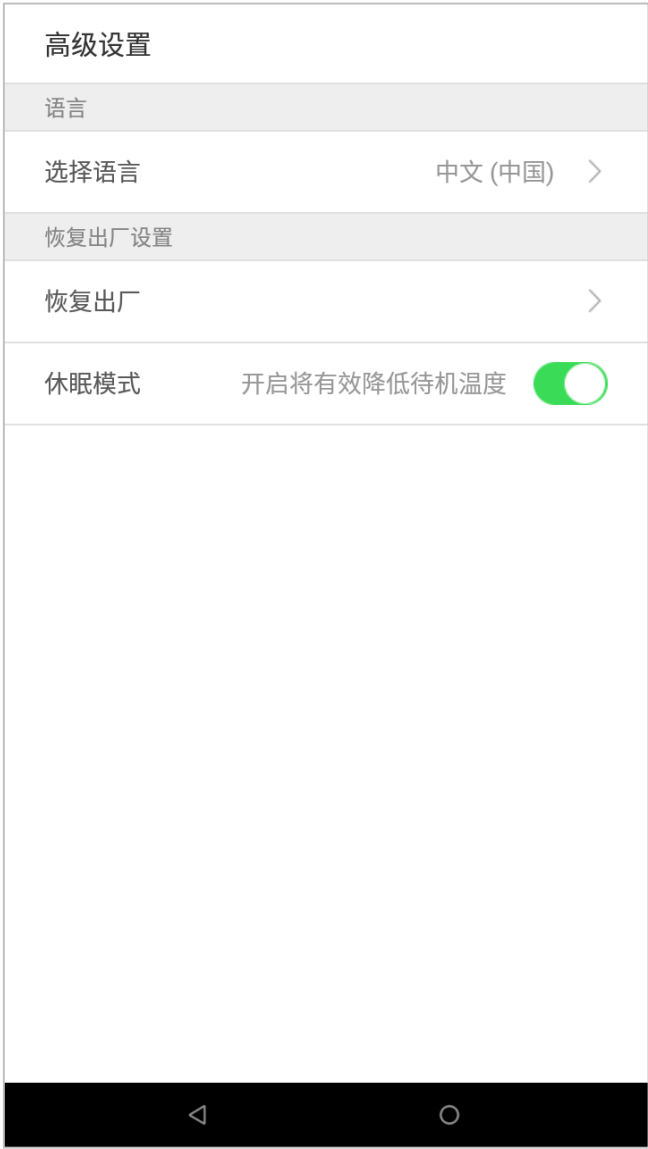 高级设置
语言
选择语言 中文 (中国)
恢复出厂设置
恢复出厂
休眠模式 开启将有效降低待机温度